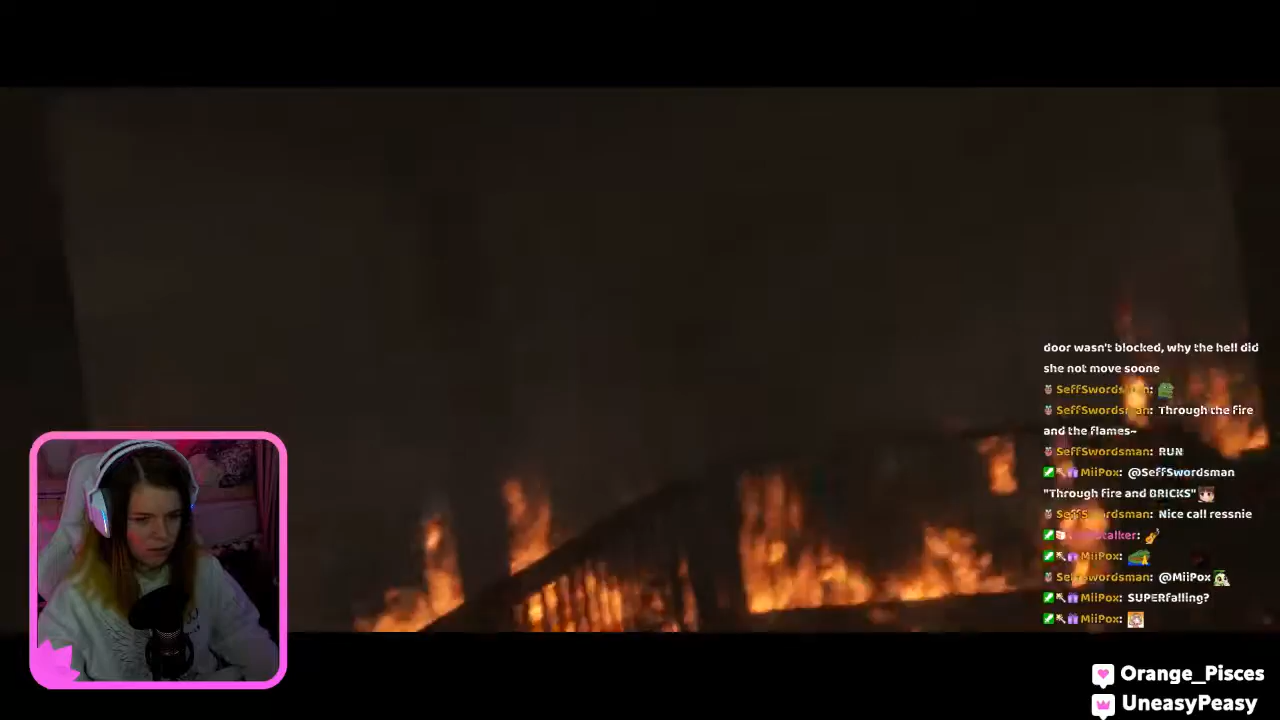 door wasn't blocked, why the hell did
she not move soone
SeffSwordsman:
SeffSwordsman: Through the fire
and the flames~
SeffSwordsman: RUN
MiiPox: @SeffSwordsman
"Through fire and BRICKS"
SeffSwordsman: Nice call ressnie
talker:
MiiPox:
SeffSwordsman: @MiiPox
MiiPox: SUPERfalling?
MiiPox:
Orange_Pisces
UneasyPeasy